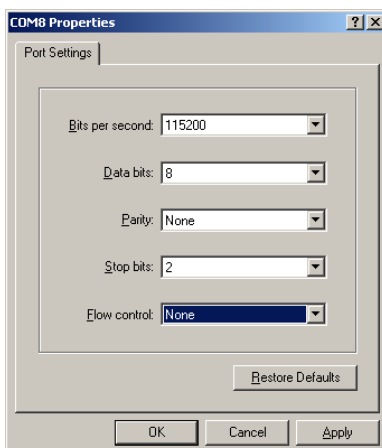 COM8 Properties
Port Settings
Bits per second: 115200
Data bits: 8
Parity: None
Stop bits: 2
Flow control: None
Restore Defaults
OK Cancel Apply